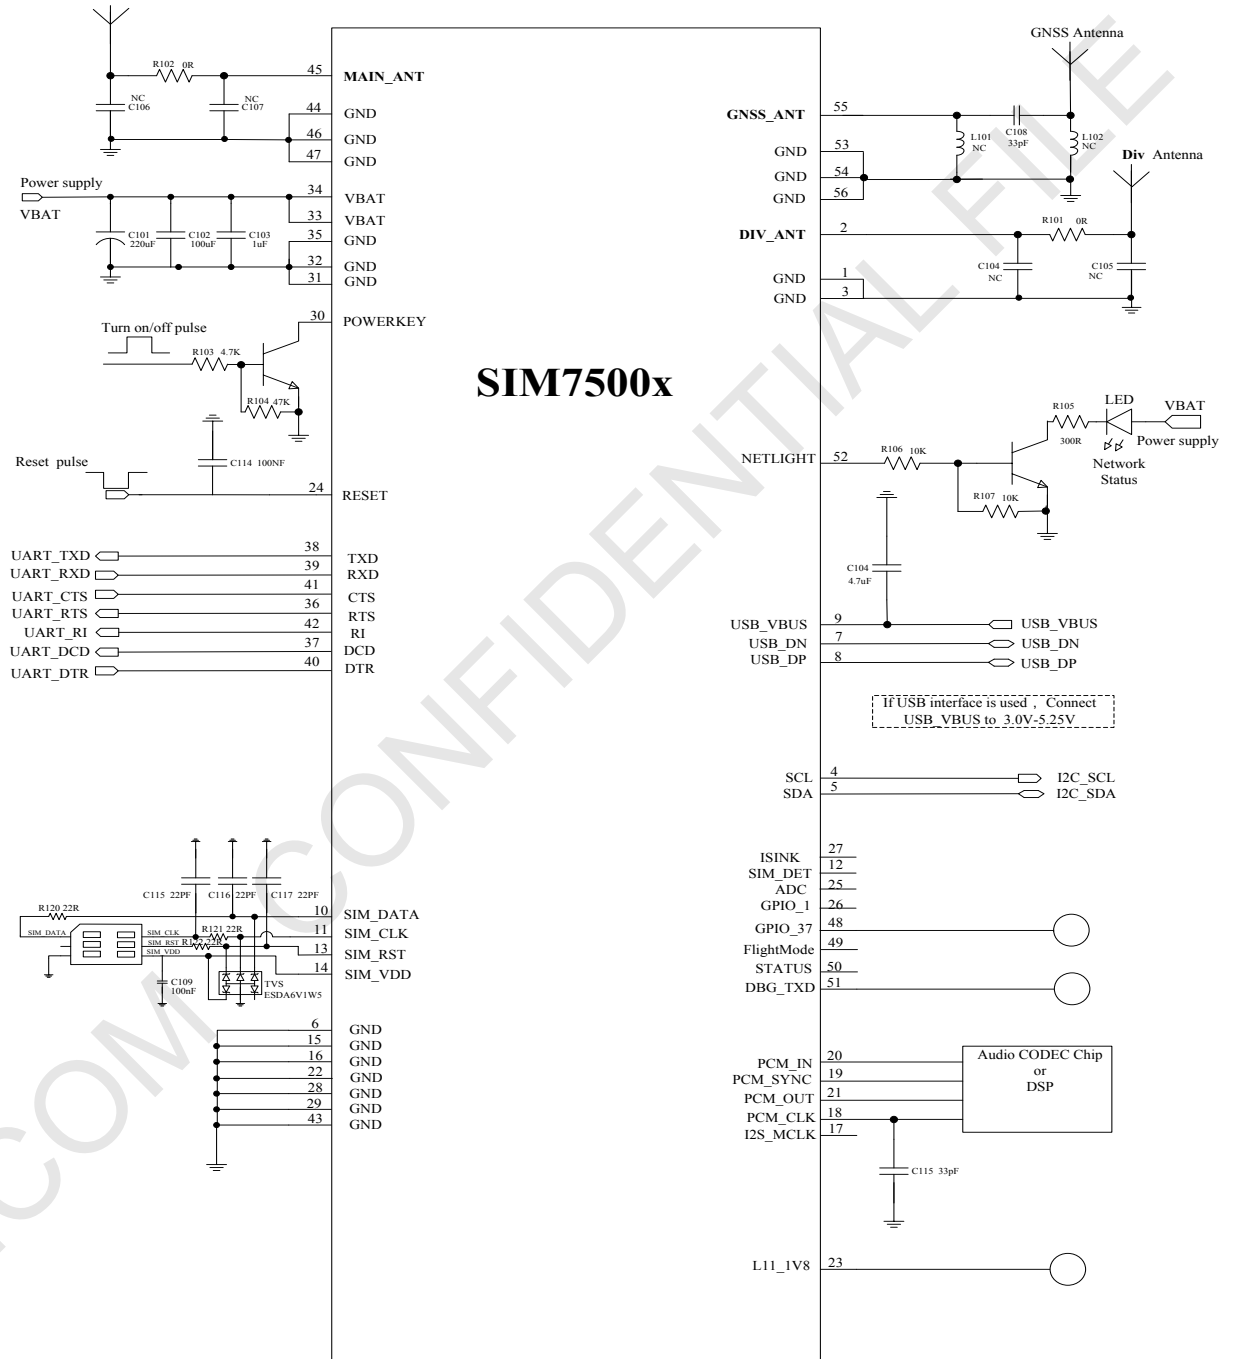 GNSS Antenna
R102 0R
45
MAIN_ANT
NC
C106
NC
C107
44
GND
46
GND
47
GND
GNSS_ANT
55
C108
33pF
L101
NC
L102
NC
GND
53
GND
54
GND
56
Div Antenna
Power supply
VBAT
34
VBAT
33
VBAT
35
GND
32
GND
31
GND
C101
220uF
C102
100uF
C103
1uF
DIV_ANT
2
R101 0R
C104
NC
C105
NC
GND
1
GND
3
30
POWERKEY
Turn on/off pulse
R103 4.7K
R104 47K
SIM7500x
C114 100NF
Reset pulse
24
RESET
R105
300R
LED
VBAT
Power supply
Network
Status
NETLIGHT
52
R106 10K
R107 10K
UART_TXD
38
TXD
UART_RXD
39
RXD
UART_CTS
41
CTS
UART_RTS
36
RTS
UART_RI
42
RI
UART_DCD
37
DCD
UART_DTR
40
DTR
C104
4.7uF
USB_VBUS
9
USB_VBUS
USB_DN
7
USB_DN
USB_DP
8
USB_DP
If USB interface is used , Connect
USB_VBUS to 3.0V-5.25V
SCL
4
I2C_SCL
SDA
5
I2C_SDA
ISINK
27
SIM_DET
12
ADC
25
GPIO_1
26
GPIO_37
48
FlightMode
49
STATUS
50
DBG_TXD
51
C115 22PF
C116 22PF
C117 22PF
R120 22R
SIM_DATA
SIM_CLK
R121 22R
SIM_RST
R122 22R
SIM_VDD
10
SIM_DATA
11
SIM_CLK
13
SIM_RST
14
SIM_VDD
C109
100nF
TVS
ESDA6V1W5
6
GND
15
GND
16
GND
22
GND
28
GND
29
GND
43
GND
PCM_IN
20
PCM_SYNC
19
PCM_OUT
21
PCM_CLK
18
I2S_MCLK
17
Audio CODEC Chip
or
DSP
C115 33pF
L11_1V8
23
COM CONFIDENTIAL FILE